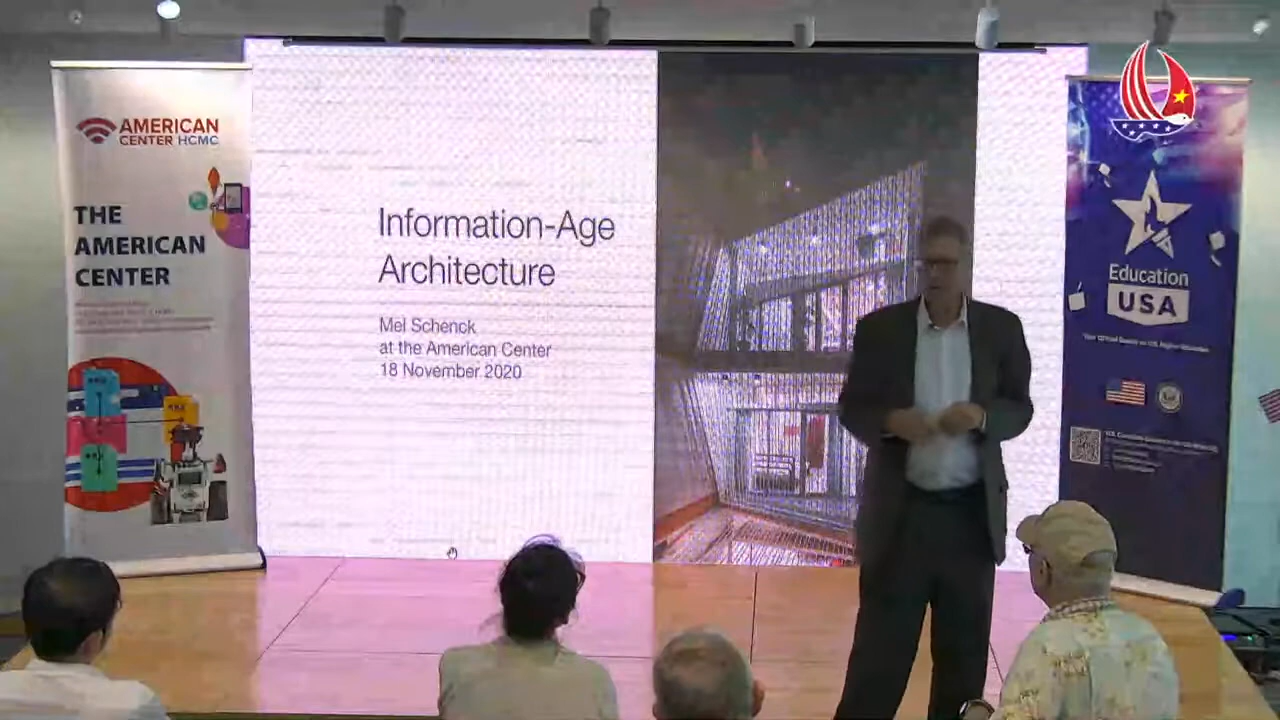 AMERICAN
CENTER HCMC
THE
AMERICAN
CENTER
Information-Age
Architecture
Mel Schenck
at the American Center
18 November 2020
Education
USA